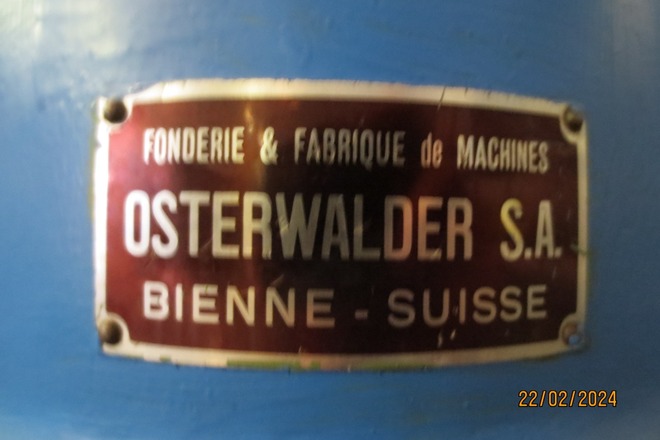 FONDERIE & FABRIQUE de MACHINES
OSTERWALDER S.A.
BIENNE - SUISSE
22/02/2024